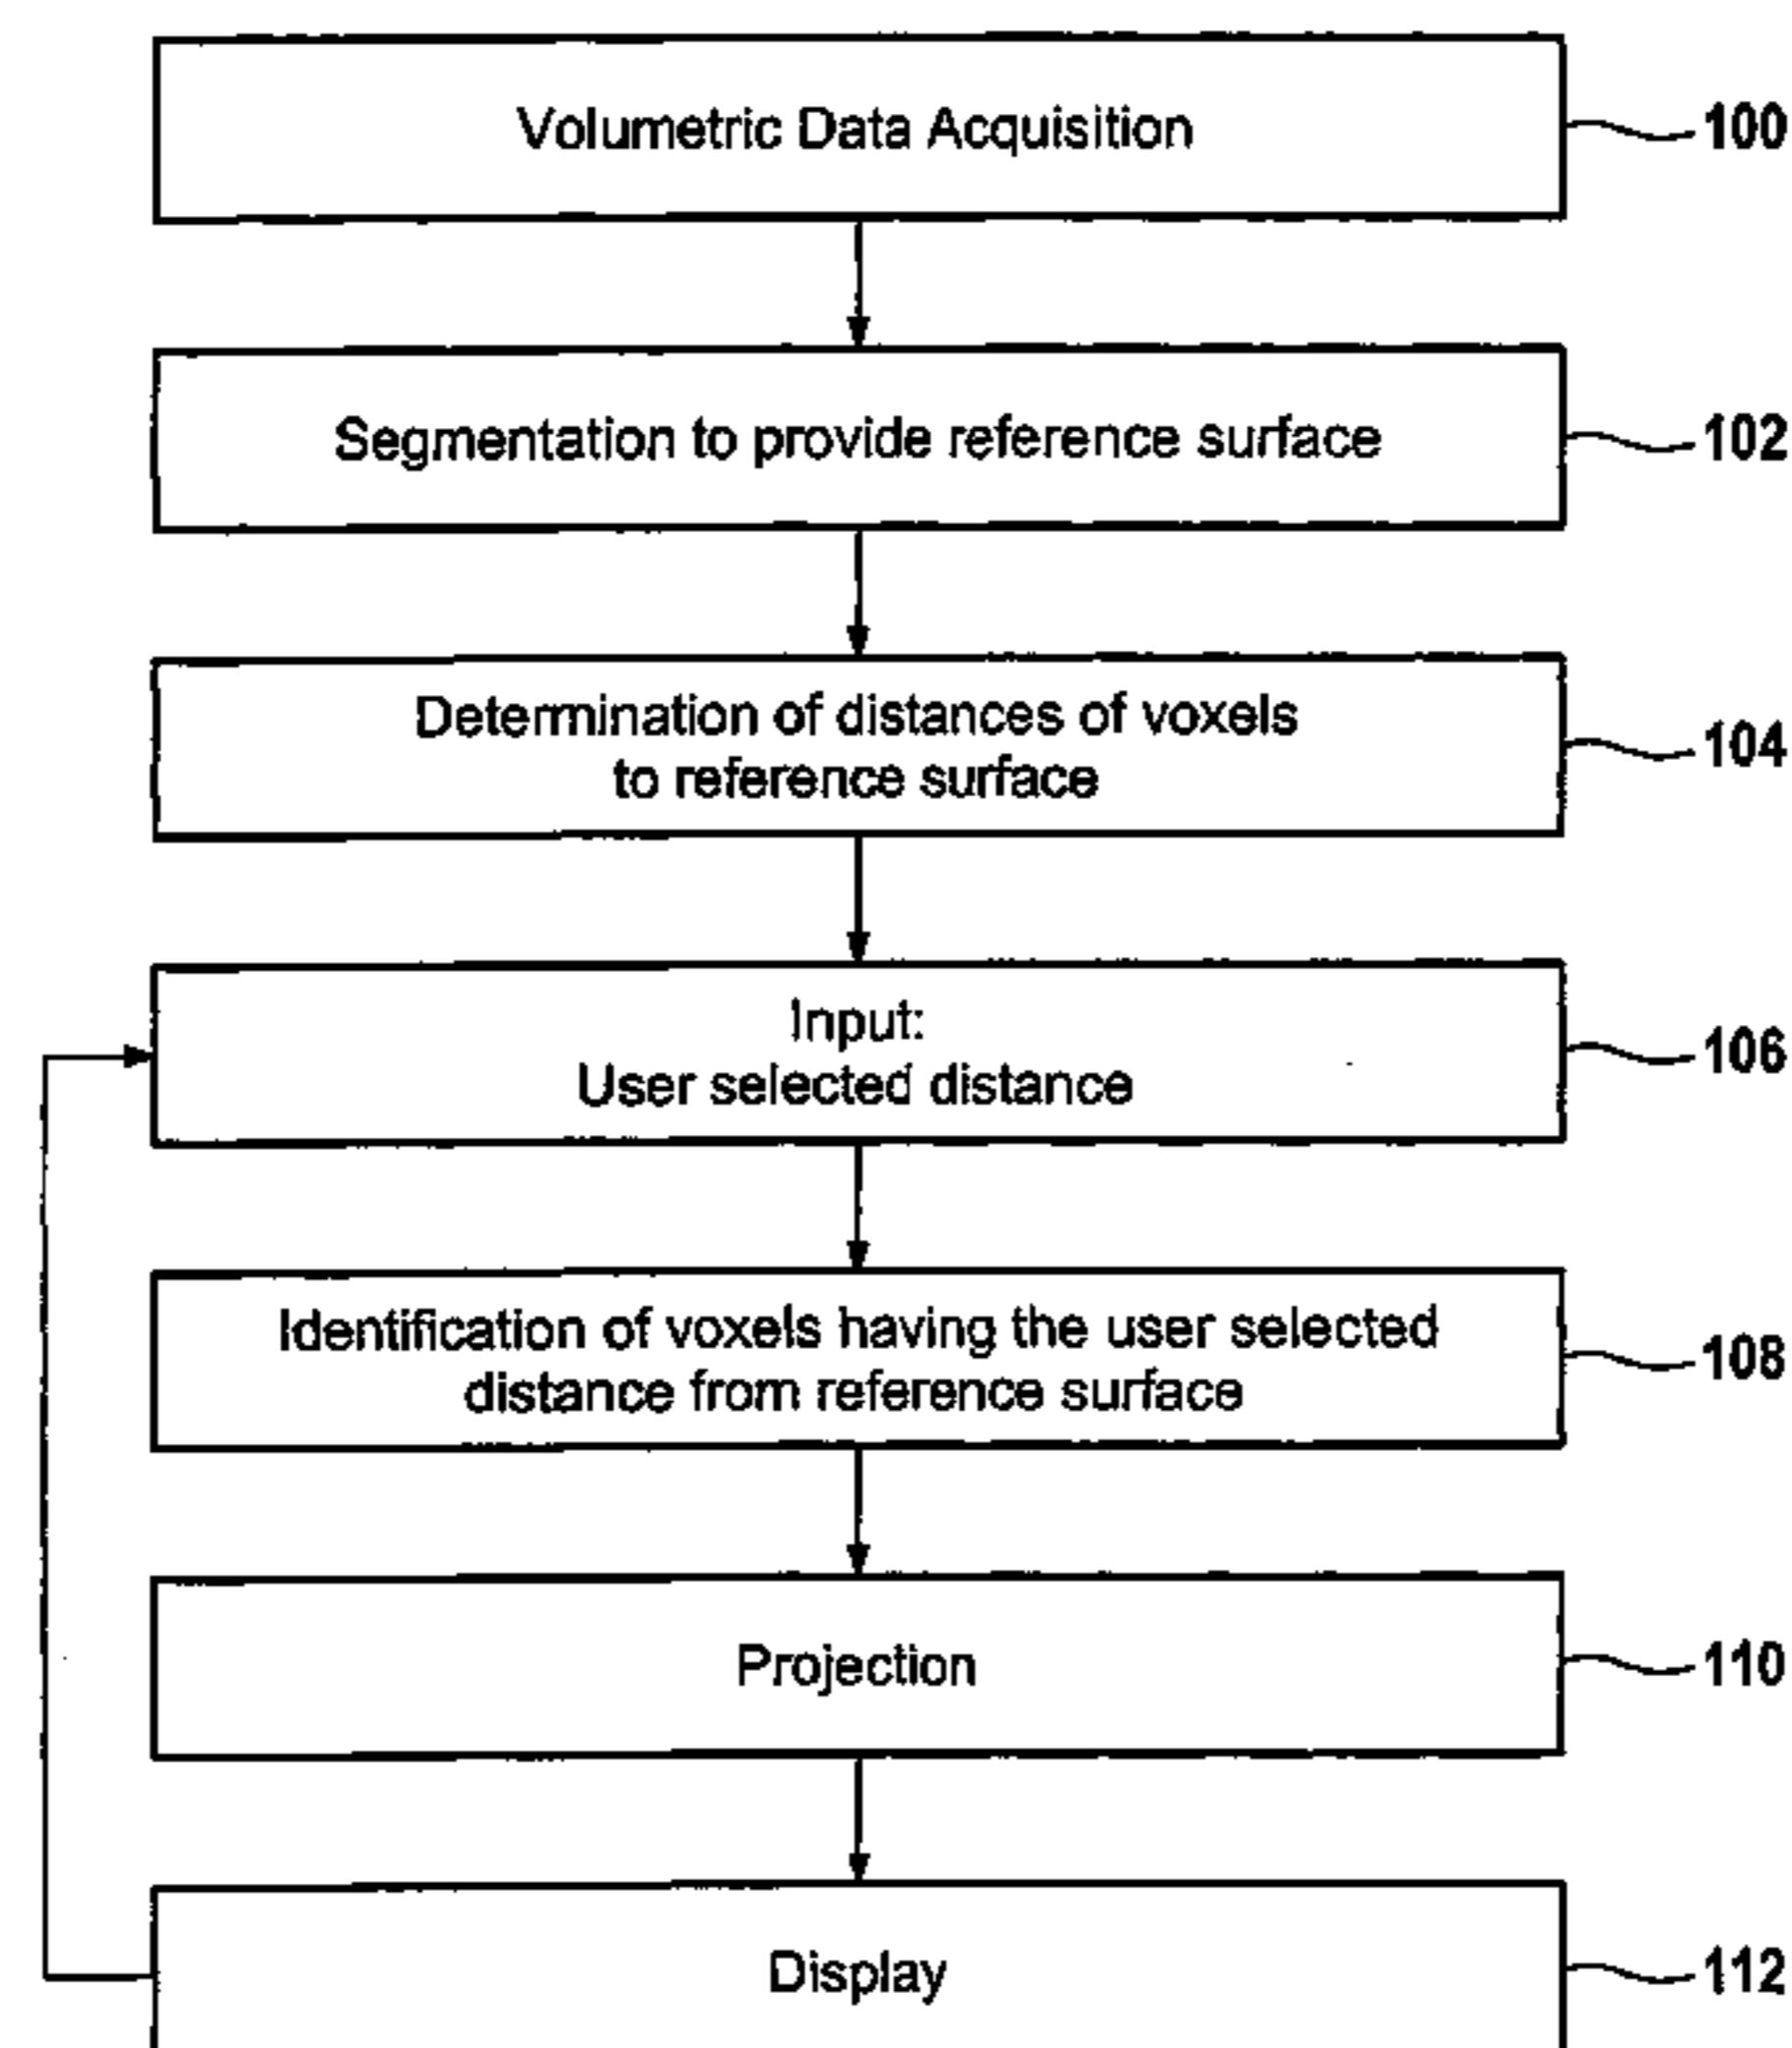 Volumetric Data Acquisition
100
Segmentation to provide reference surface
102
Determination of distances of voxels
to reference surface
104
Input:
User selected distance
106
Identification of voxels having the user selected
distance from reference surface
108
Projection
110
Display
112